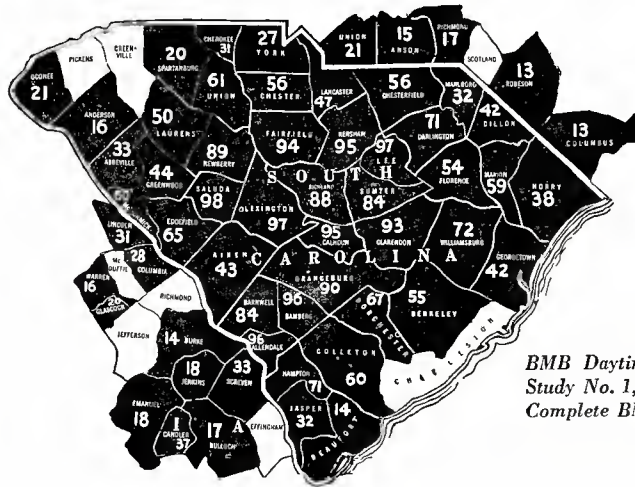 CHEROKEE
31
27
YORK
UNION
21
15
ANSON
RICHMOND
17
SCOTLAND
13
ROBESON
PICKENS
GREEN-
VILLE
20
SPARTANBURG
OCONEE
21
61
UNION
56
CHESTER
LANCASTER
47
56
CHESTERFIELD
MARLBORO
32
42
DILLON
13
COLUMBUS
ANDERSON
16
50
LAURENS
FAIRFIELD
94
KERSHAW
95
97
LEE
71
DARLINGTON
33
ABBEVILLE
89
NEWBERRY
54
FLORENCE
MARION
59
HORRY
38
44
GREENWOOD
SALUDA
98
SOUTH
RICHLAND
88
SUMTER
84
LEXINGTON
97
93
CLARENDON
72
WILLIAMSBURG
LINCOLN
31
EDGEFIELD
65
95
CALHOUN
GEORGETOWN
42
AIKEN
43
CAROLINA
28
COLUMBIA
MC
DUFFIE
WARREN
16
GLASCOCK
RICHMOND
ORANGEBURG
90
BARNWELL
84
96
BAMBERG
67
DORCHESTER
55
BERKELEY
JEFFERSON
14
BURKE
96
ALLENDALE
CHARLESTON
COLLETON
60
18
JENKINS
33
SCREVEN
HAMPTON
71
JASPER
32
14
BEAUFORT
EMANUEL
18
I
CANDLER
37
A
17
BULLOCH
EFFINGHAM
BMB Daytin
Study No. 1,
Complete BM